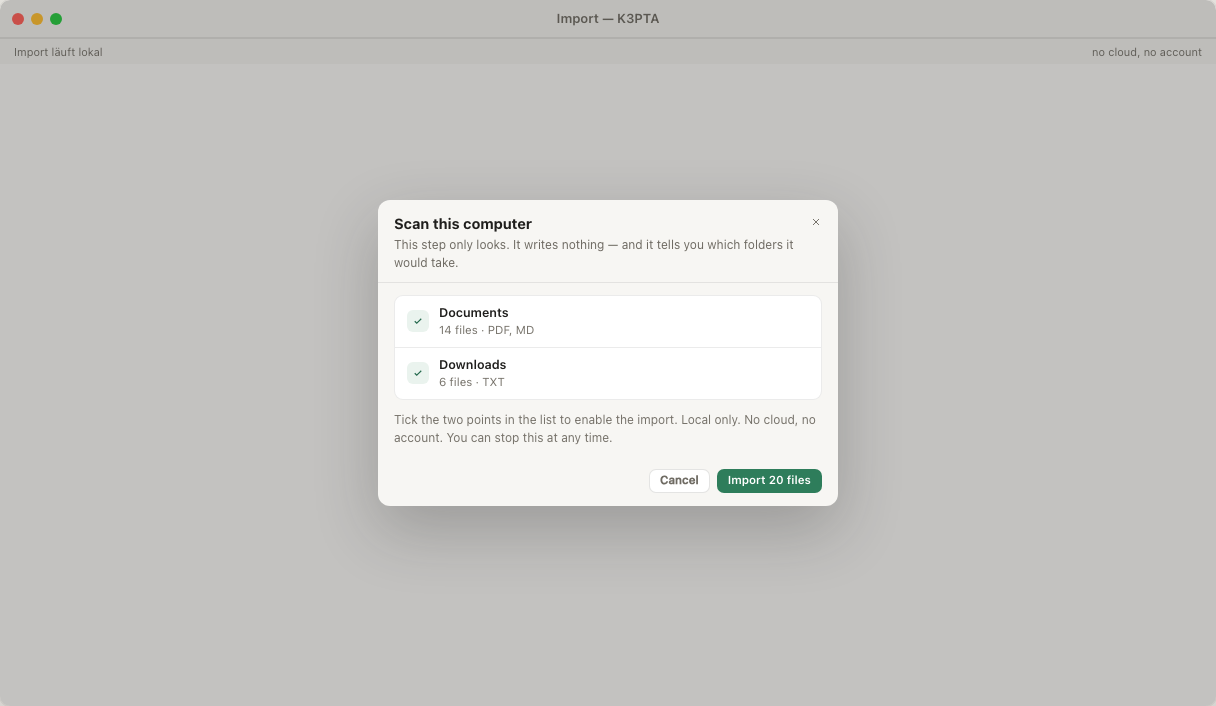 Import — K3PTA
Import läuft lokal
no cloud, no account
Scan this computer
This step only looks. It writes nothing — and it tells you which folders it
would take.
Documents
14 files · PDF, MD
Downloads
6 files · TXT
Tick the two points in the list to enable the import. Local only. No cloud, no
account. You can stop this at any time.
Cancel
Import 20 files